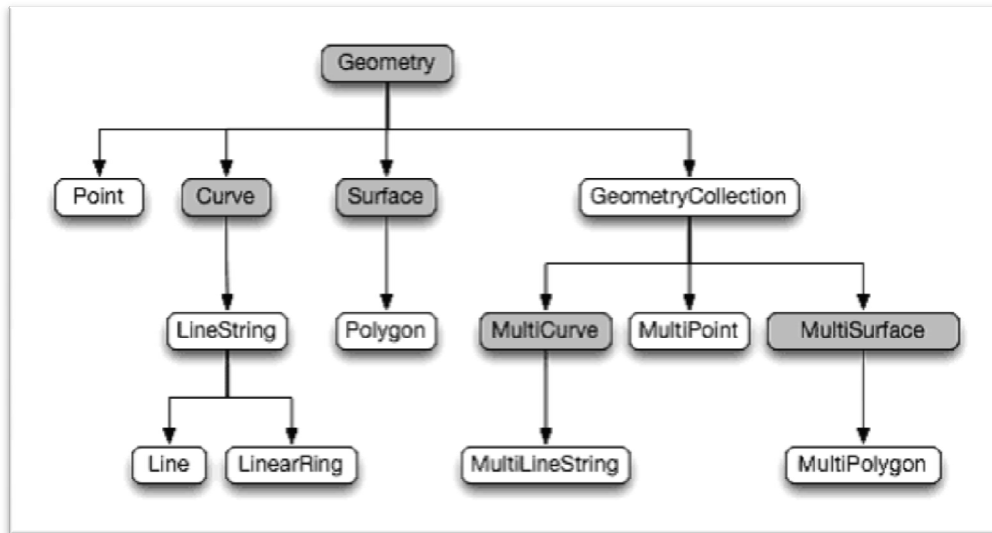 Geometry
Point
Curve
Surface
GeometryCollection
LineString
Polygon
MultiCurve
MultiPoint
MultiSurface
Line
LinearRing
MultiLineString
MultiPolygon